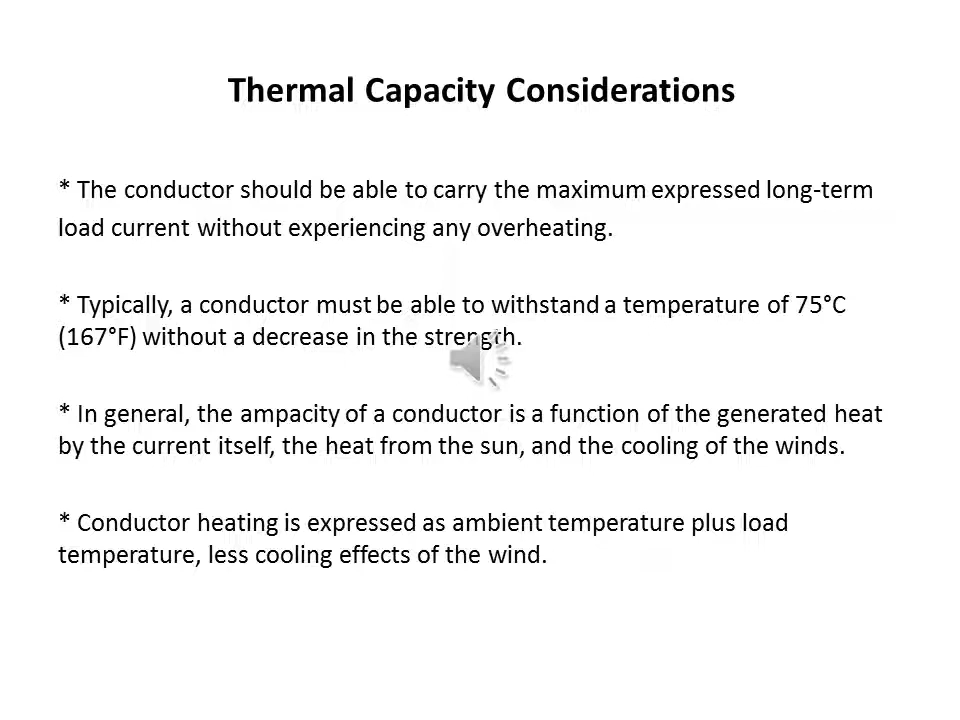 Thermal Capacity Considerations
* The conductor should be able to carry the maximum expressed long-term
load current without experiencing any overheating.
* Typically, a conductor must be able to withstand a temperature of 75°C
(167°F) without a decrease in the strength.
* In general, the ampacity of a conductor is a function of the generated heat
by the current itself, the heat from the sun, and the cooling of the winds.
* Conductor heating is expressed as ambient temperature plus load
temperature, less cooling effects of the wind.